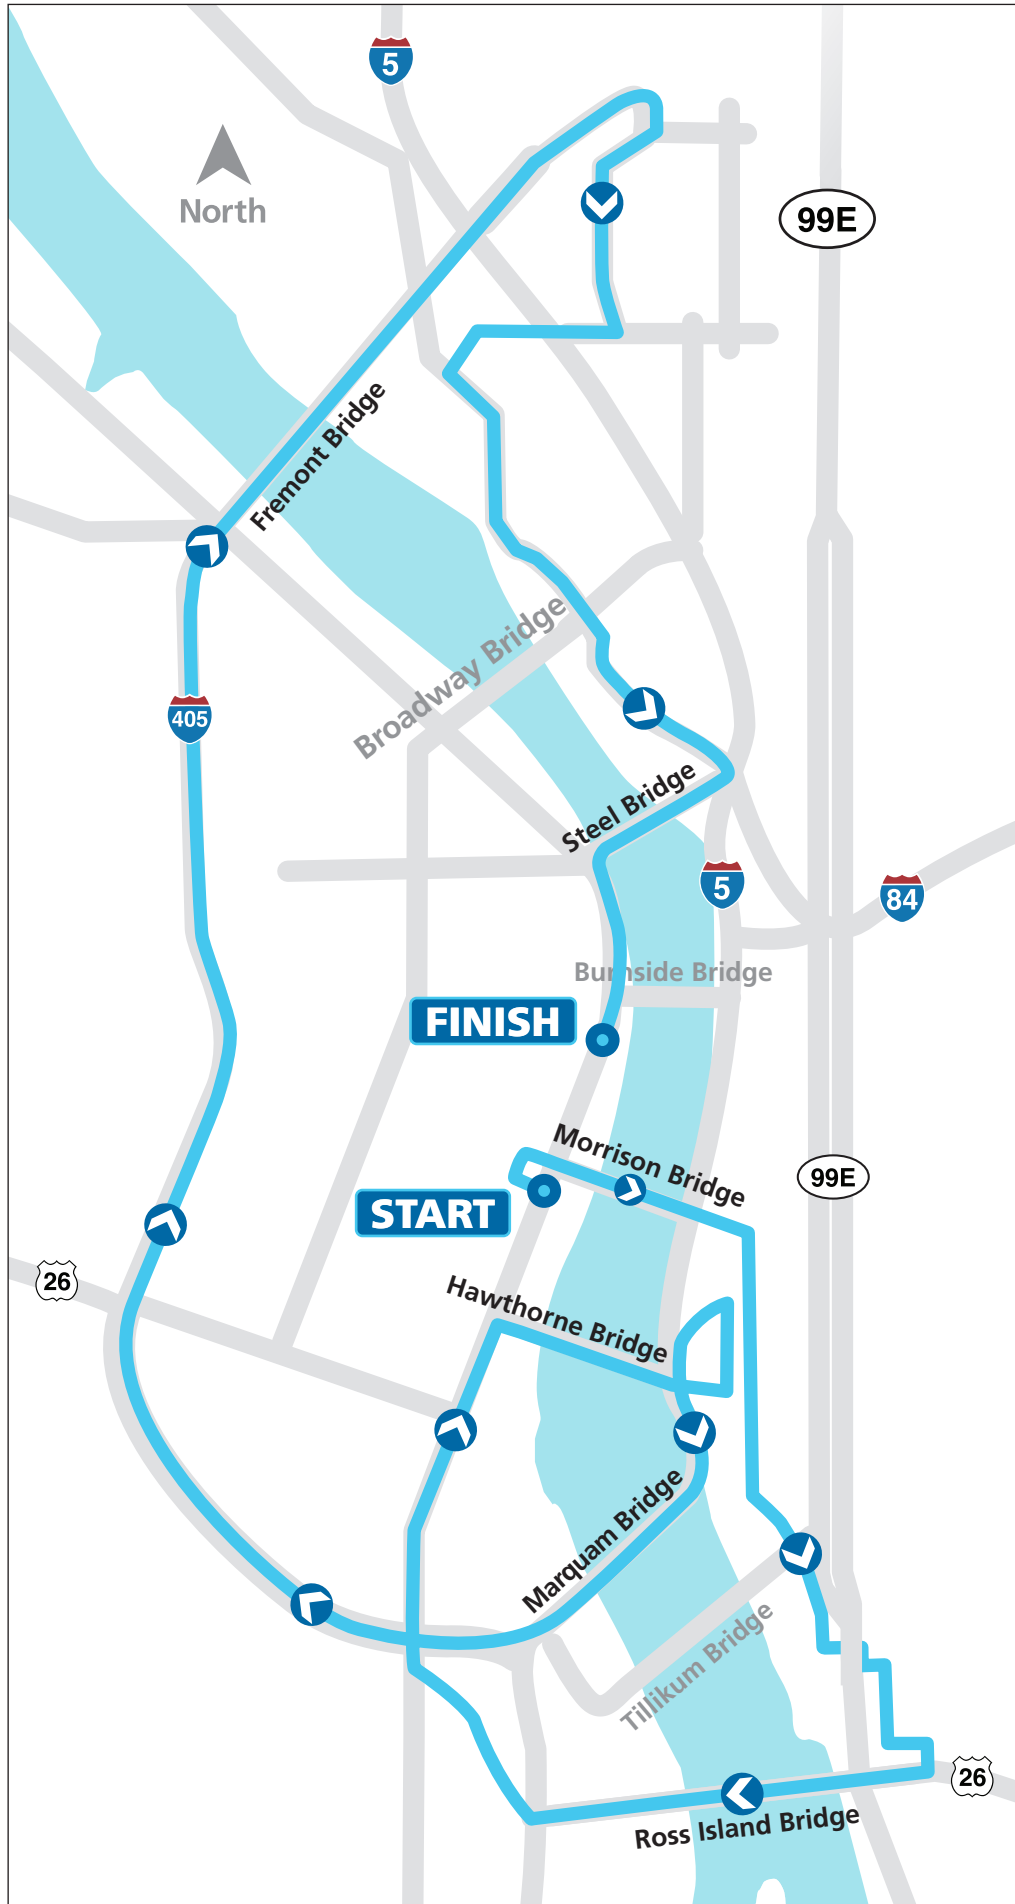 5
North
99E
Fremont Bridge
Broadway Bridge
405
Steel Bridge
5
84
Burnside Bridge
FINISH
Morrison Bridge
99E
START
26
Hawthorne Bridge
Marquam Bridge
Tillikum Bridge
26
Ross Island Bridge